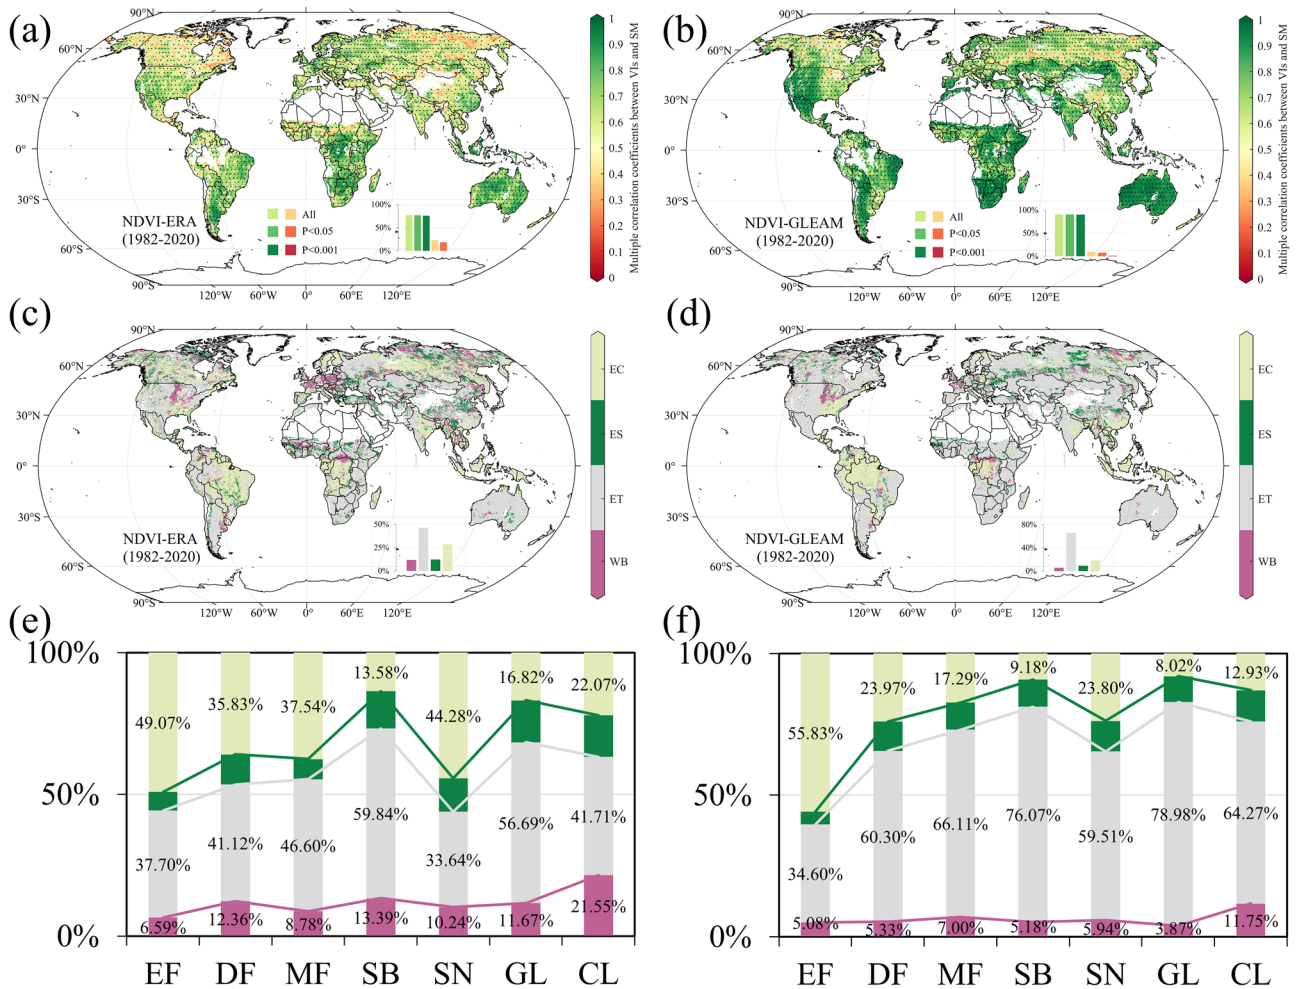 (a)
90°N
60°N
30°N
0°
30°S
60°S
90°S
120°W
60°W
0°
60°E
120°E
NDVI-ERA
(1982-2020)
All
P<0.05
P<0.001
100%
50%
0%
1
0.9
0.8
0.7
0.6
0.5
0.4
0.3
0.2
0.1
0
Multiple correlation coefficients between VIs and SM
(b)
90°N
60°N
30°N
0°
30°S
60°S
90°S
120°W
60°W
0°
60°E
120°E
NDVI-GLEAM
(1982-2020)
All
P<0.05
P<0.001
100%
50%
0%
1
0.9
0.8
0.7
0.6
0.5
0.4
0.3
0.2
0.1
0
Multiple correlation coefficients between VIs and SM
(c)
90°N
60°N
30°N
0°
30°S
60°S
90°S
120°W
60°W
0°
60°E
120°E
NDVI-ERA
(1982-2020)
50%
25%
0%
EC
ES
ET
WB
(d)
90°N
60°N
30°N
0°
30°S
60°S
90°S
120°W
60°W
0°
60°E
120°E
NDVI-GLEAM
(1982-2020)
80%
40%
0%
EC
ES
ET
WB
(e)
100%
50%
0%
49.07%
35.83%
37.54%
13.58%
44.28%
16.82%
22.07%
37.70%
41.12%
46.60%
59.84%
33.64%
56.69%
41.71%
6.59%
12.36%
8.78%
13.39%
10.24%
11.67%
21.55%
EF DF MF SB SN GL CL
(f)
100%
50%
0%
55.83%
23.97%
17.29%
9.18%
23.80%
8.02%
12.93%
34.60%
60.30%
66.11%
76.07%
59.51%
78.98%
64.27%
5.08%
5.33%
7.00%
5.18%
5.94%
3.87%
11.75%
EF DF MF SB SN GL CL